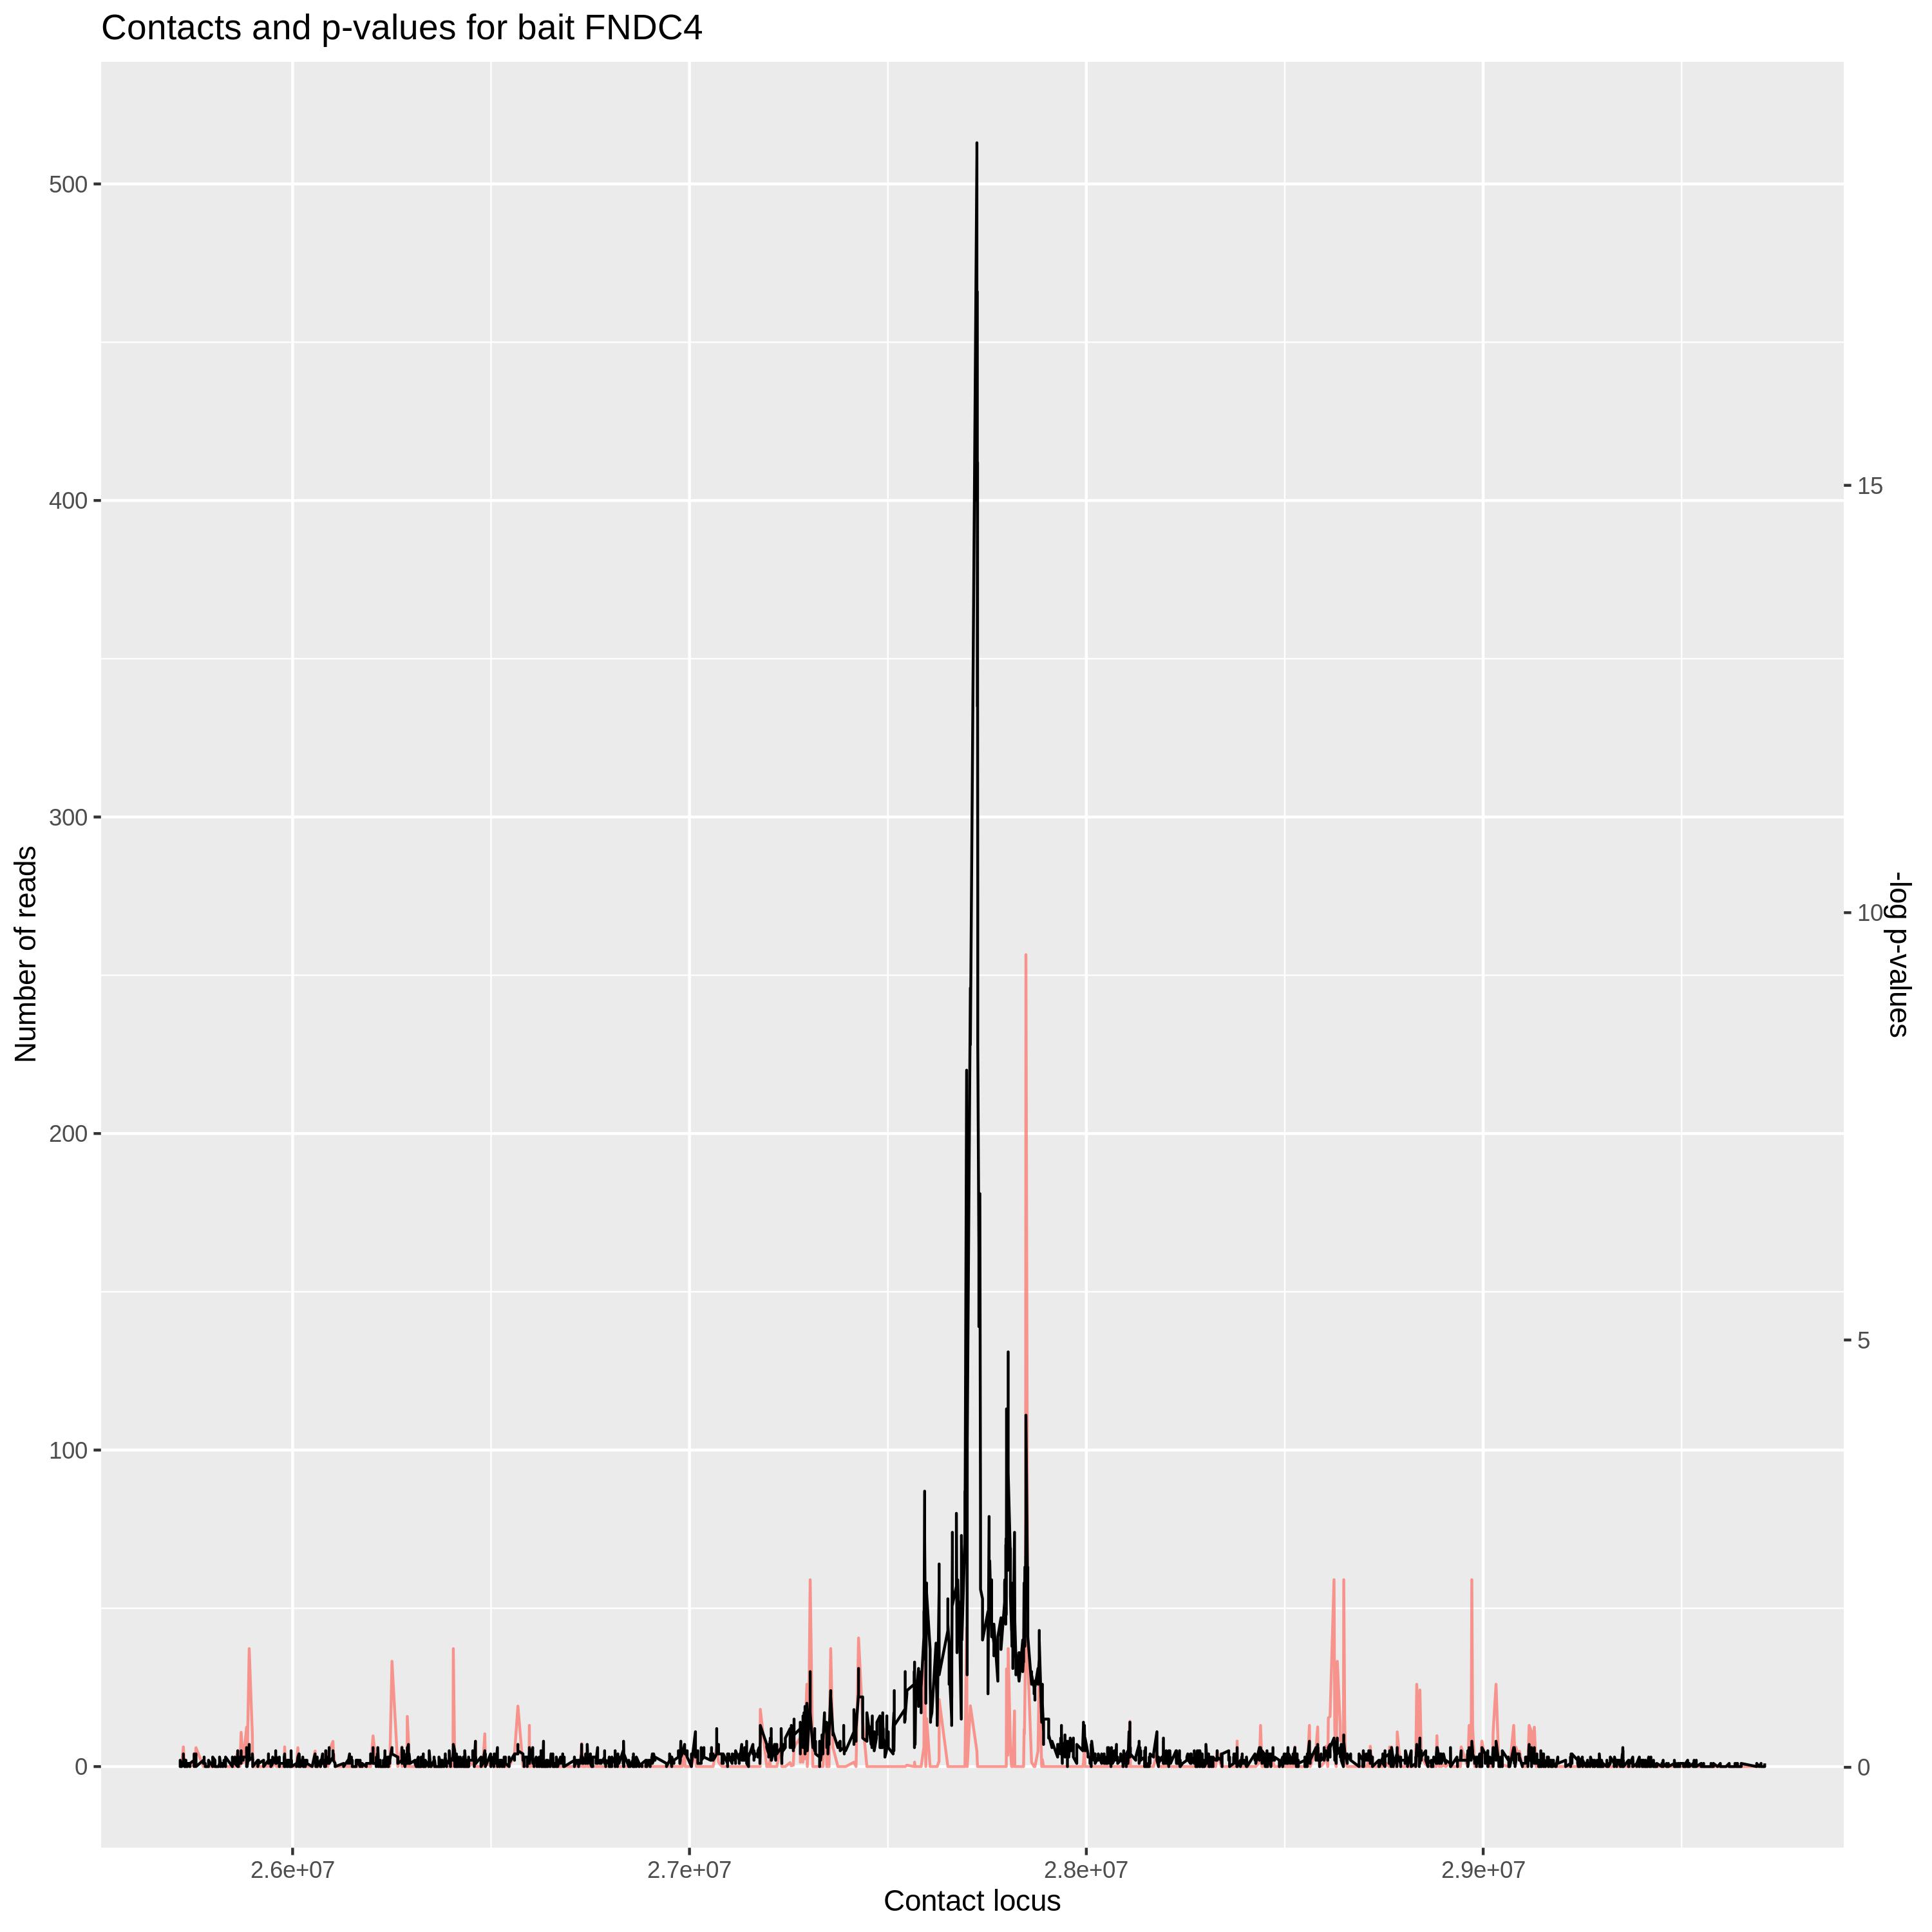 Contacts and p-values for bait FNDC4
500
400
300
200
100
0
Number of reads
15
10
5
0
-log p-values
2.6e+07
2.7e+07
2.8e+07
2.9e+07
Contact locus